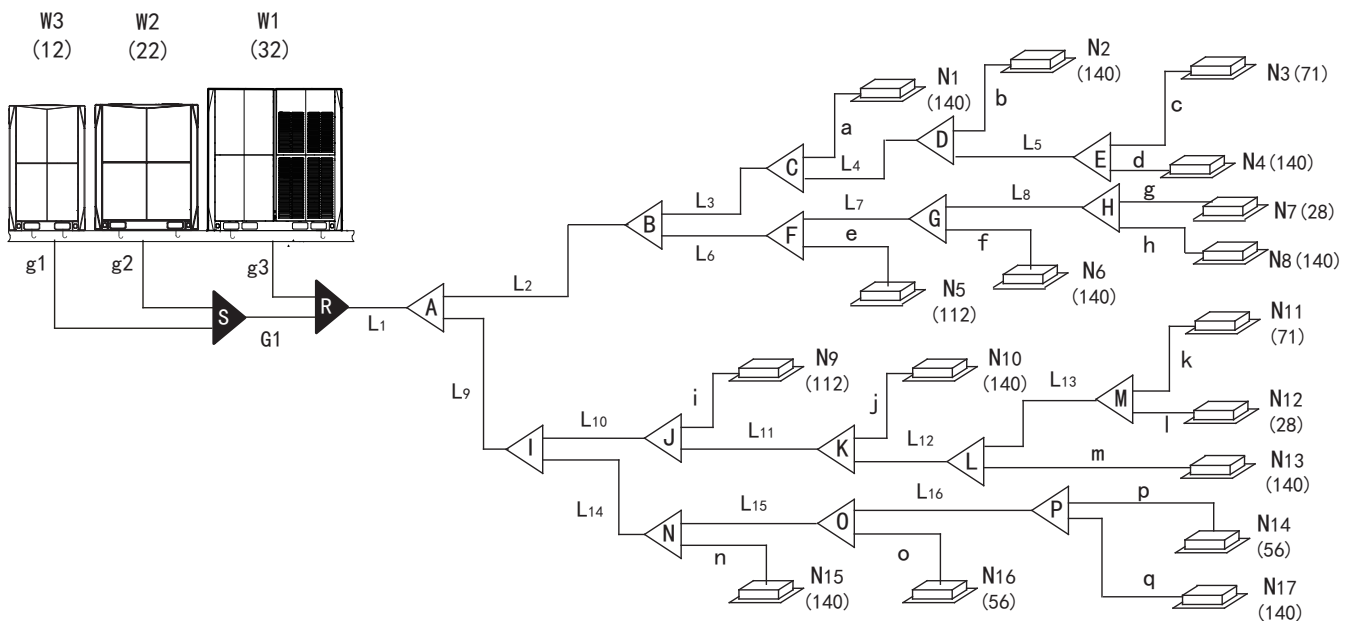 W3 W2 W1
(12) (22) (32)
N1
(140)
N2
(140)
N3 (71)
a
b
c
C
L4
D
L5
E
d
N4 (140)
L3
B
L6
F
L7
e
G
L8
f
H
g
h
N7 (28)
N8 (140)
N5
(112)
N6
(140)
g1
g2
g3
S
G1
R
L1
A
L2
L9
I
L10
J
i
N9
(112)
L11
K
j
N10
(140)
L12
L
L13
M
k
N11
(71)
l
N12
(28)
m
N13
(140)
L14
N
L15
n
N15
(140)
O
L16
o
N16
(56)
P
p
N14
(56)
q
N17
(140)